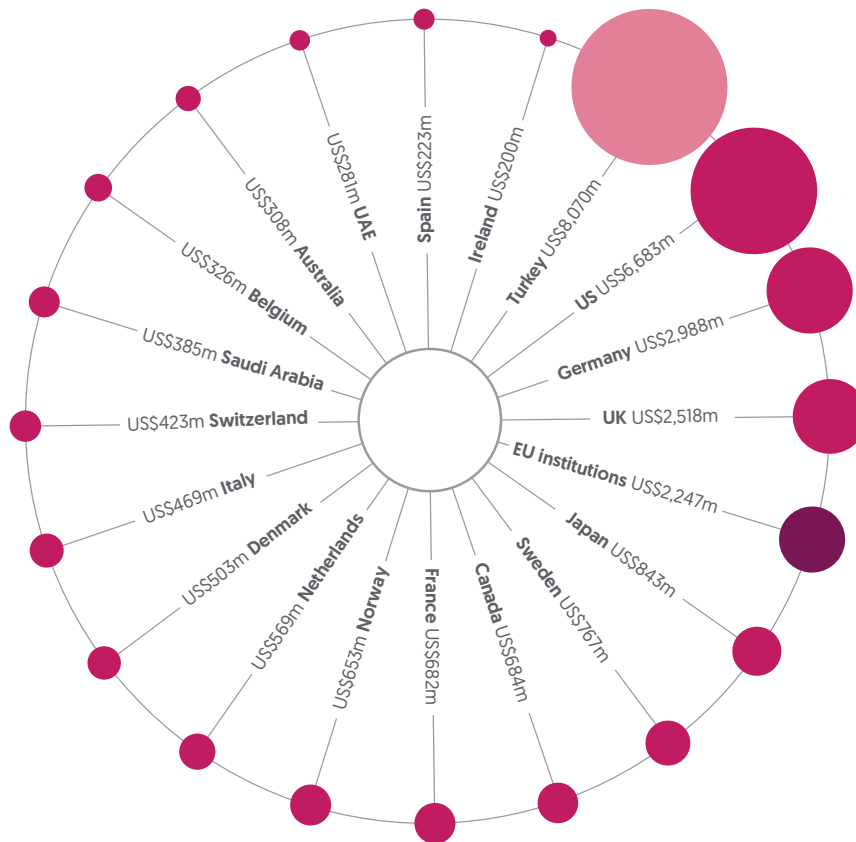 Turkey US$8,070m
US US$6,683m
Germany US$2,988m
UK US$2,518m
EU institutions US$2,247m
Japan US$843m
Sweden US$767m
Canada US$684m
France US$682m
US$653m Norway
US$569m Netherlands
US$503m Denmark
US$469m Italy
US$423m Switzerland
US$385m Saudi Arabia
US$326m Belgium
US$308m Australia
US$281m UAE
Spain US$223m
Ireland US$200m